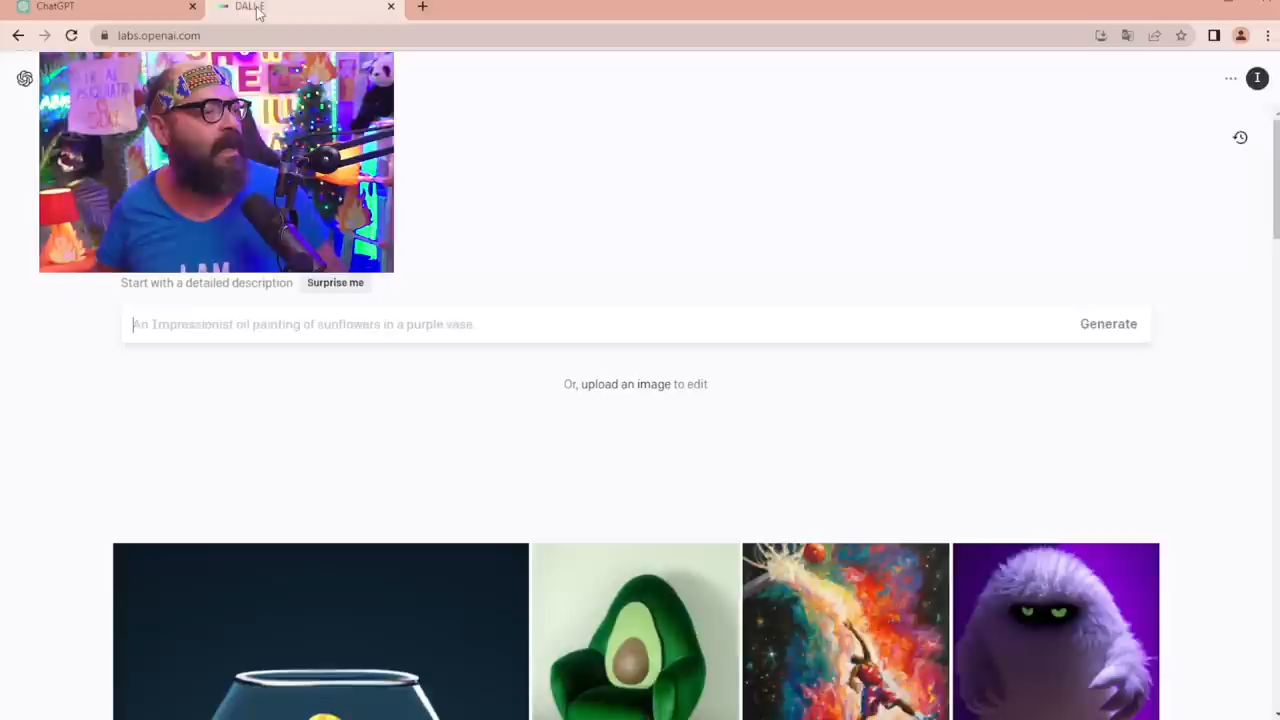 ChatGPT
DALL·E
labs.openai.com
I
Start with a detailed description
Surprise me
An Impressionist oil painting of sunflowers in a purple vase.
Generate
Or, upload an image to edit